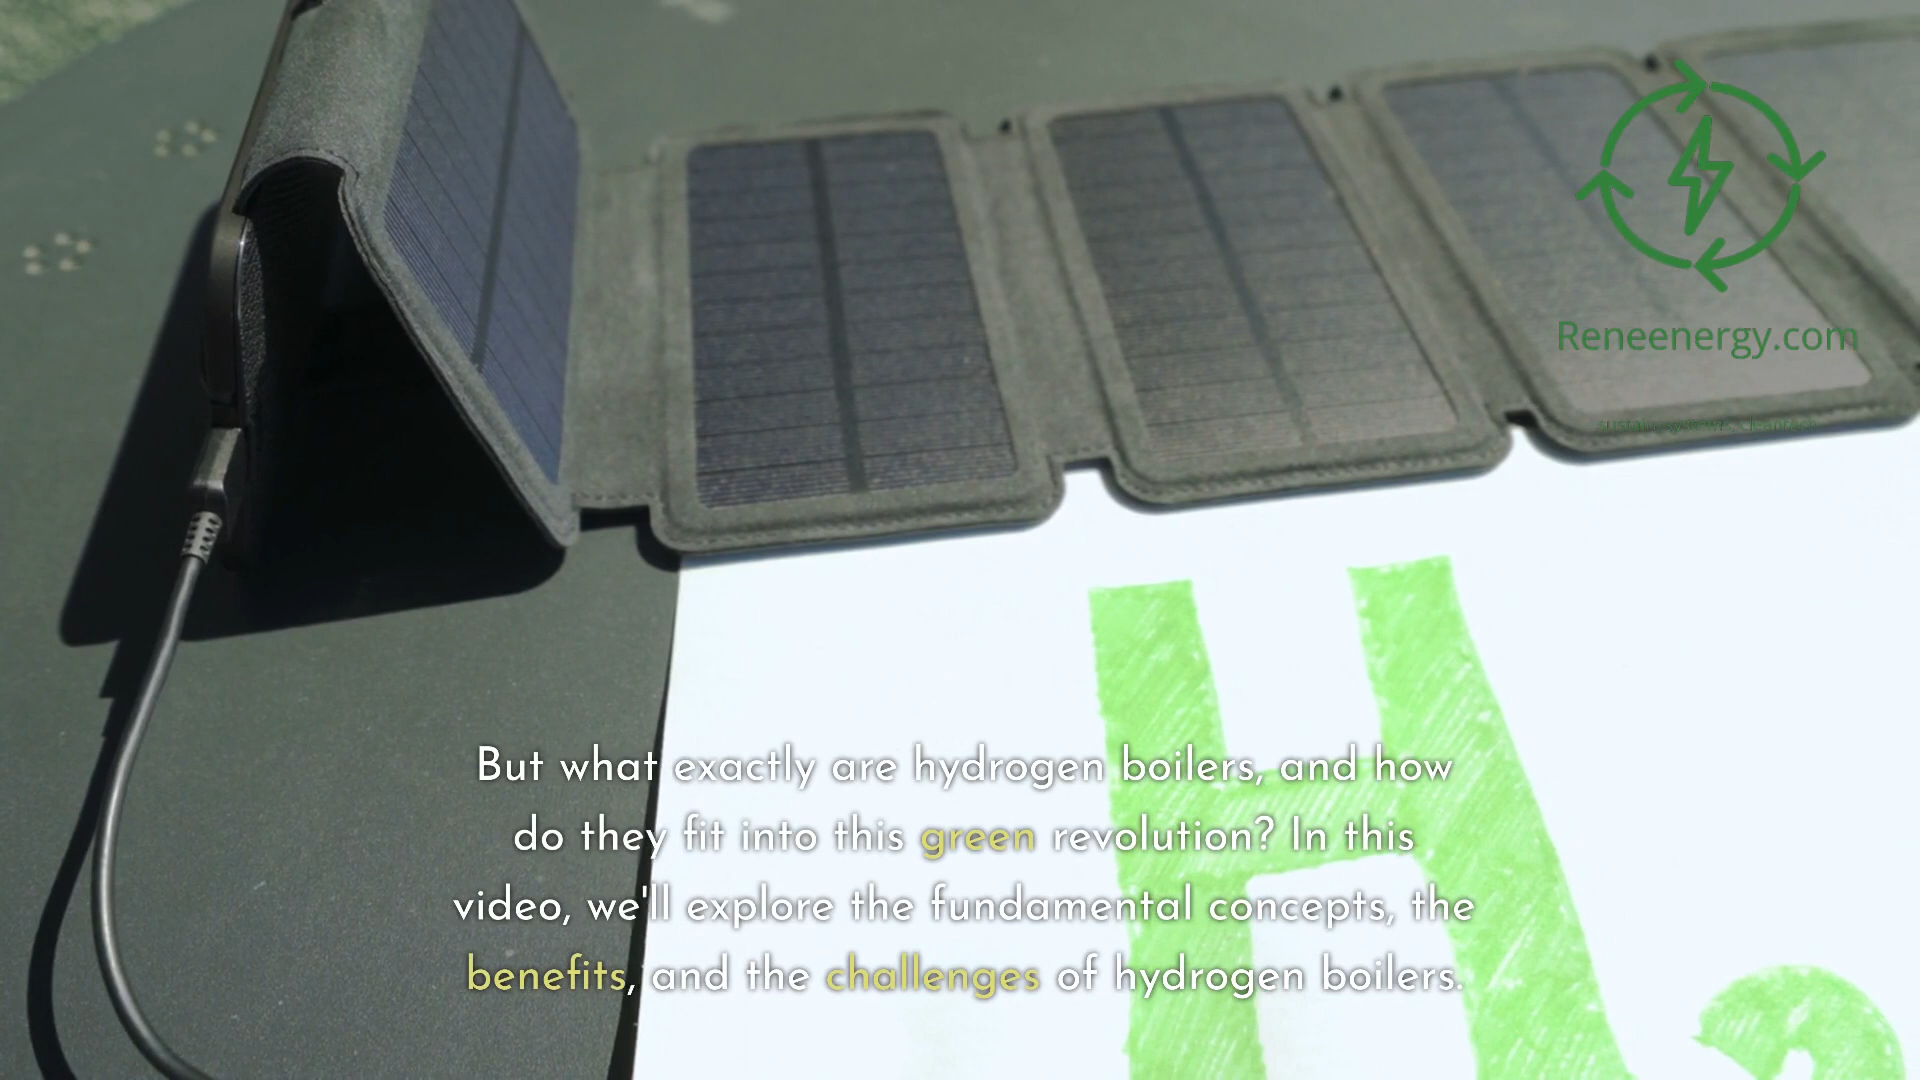 Reneenergy.com
But what exactly are hydrogen boilers, and how
do they fit into this green revolution? In this
video, we'll explore the fundamental concepts, the
benefits, and the challenges of hydrogen boilers.
H2